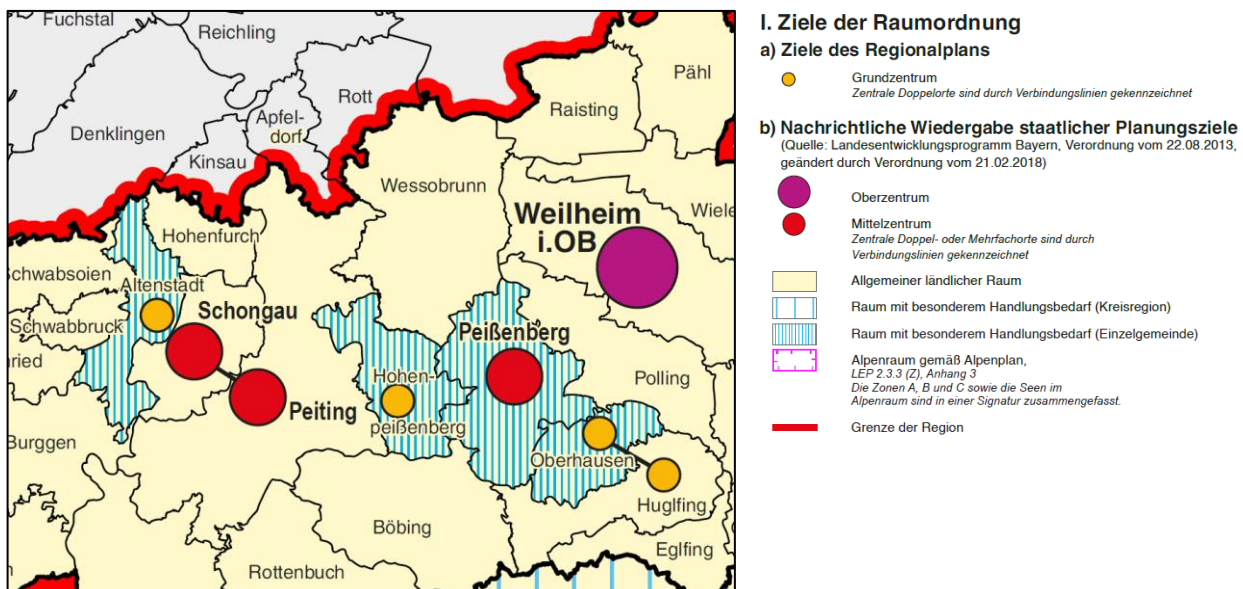 Fuchstal
Reichling
Pähl
Rott
Raisting
Apfel-
dorf
Denklingen
Kinsau
Wessobrunn
Weilheim
i.OB
Wiele
Hohenfurch
Schwabsoien
Altenstadt
Schongau
Schwabbruck
Peißenberg
nried
Hohen-
peißenberg
Polling
Peiting
Burggen
Oberhausen
Huglfing
Böbing
Eglfing
Rottenbuch
I. Ziele der Raumordnung
a) Ziele des Regionalplans
Grundzentrum
Zentrale Doppelorte sind durch Verbindungslinien gekennzeichnet
b) Nachrichtliche Wiedergabe staatlicher Planungsziele
(Quelle: Landesentwicklungsprogramm Bayern, Verordnung vom 22.08.2013,
geändert durch Verordnung vom 21.02.2018)
Oberzentrum
Mittelzentrum
Zentrale Doppel- oder Mehrfachorte sind durch
Verbindungslinien gekennzeichnet
Allgemeiner ländlicher Raum
Raum mit besonderem Handlungsbedarf (Kreisregion)
Raum mit besonderem Handlungsbedarf (Einzelgemeinde)
Alpenraum gemäß Alpenplan,
LEP 2.3.3 (Z), Anhang 3
Die Zonen A, B und C sowie die Seen im
Alpenraum sind in einer Signatur zusammengefasst.
Grenze der Region